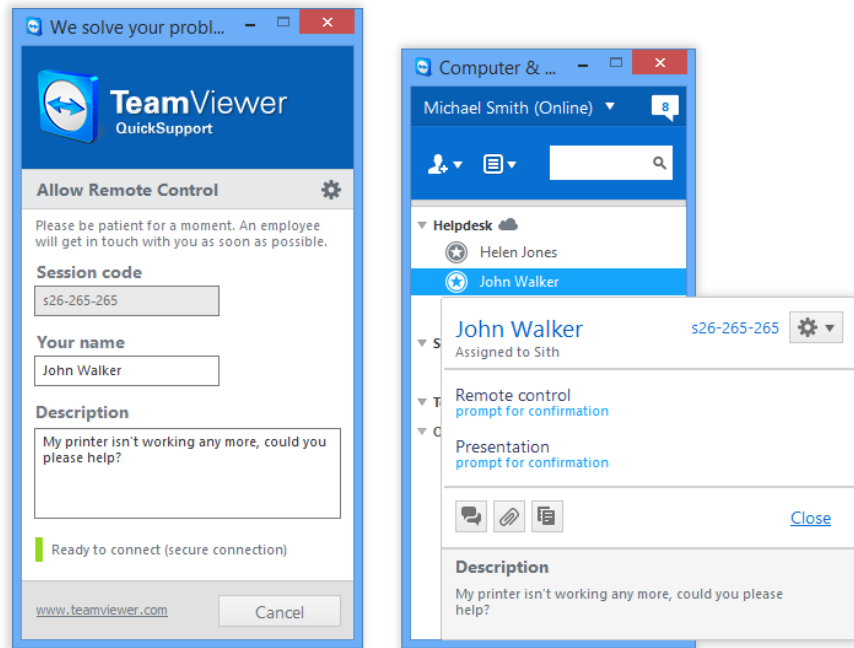 We solve your probl...
TeamViewer
QuickSupport
Allow Remote Control
Please be patient for a moment. An employee
will get in touch with you as soon as possible.
Session code
s26-265-265
Your name
John Walker
Description
My printer isn't working any more, could you
please help?
Ready to connect (secure connection)
www.teamviewer.com
Cancel
Computer & ...
Michael Smith (Online)
8
Helpdesk
Helen Jones
John Walker
S
T
John Walker
s26-265-265
Assigned to Sith
Remote control
prompt for confirmation
Presentation
prompt for confirmation
Close
Description
My printer isn't working any more, could you please
help?